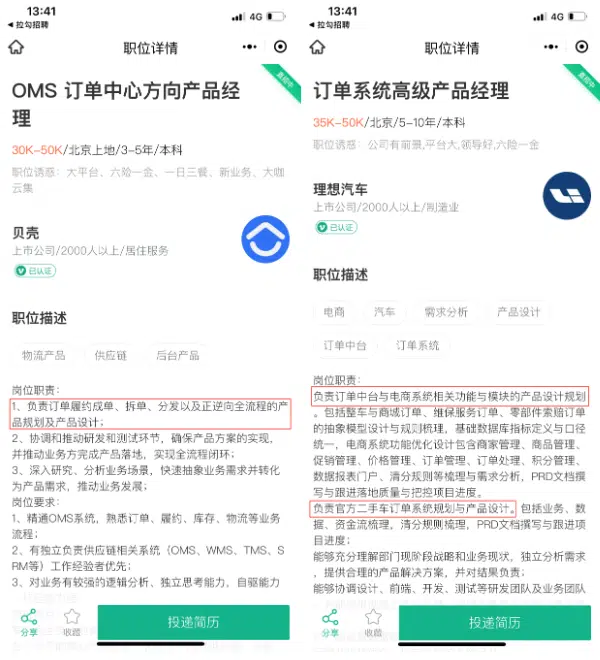 13:41
4G
拉勾招聘
职位详情
直招中
OMS 订单中心方向产品经
理
30K-50K/北京上地/3-5年/本科
职位诱惑：大平台、六险一金、一日三餐、新业务、大咖
云集
贝壳
上市公司/2000人以上/居住服务
已认证
职位描述
物流产品
供应链
后台产品
岗位职责：
1、负责订单履约成单、拆单、分发以及正逆向全流程的产
品规划及产品设计；
2、协调和推动研发和测试环节，确保产品方案的实现，
并推动业务方完成产品落地，实现全流程闭环；
3、深入研究、分析业务场景，快速抽象业务需求并转化
为产品需求，推动业务发展；
岗位要求：
1、精通OMS系统，熟悉订单、履约、库存、物流等业务
流程；
2、有独立负责供应链相关系统（OMS、WMS、TMS、S
RM等）工作经验者优先；
3、对业务有较强的逻辑分析、独立思考能力，自驱能力
分享
收藏
投递简历
13:41
4G
拉勾招聘
职位详情
直招中
订单系统高级产品经理
35K-50K/北京/5-10年/本科
职位诱惑：公司有前景,平台大,领导好,六险一金
理想汽车
上市公司/2000人以上/制造业
已认证
职位描述
电商
汽车
需求分析
产品设计
订单中台
订单系统
岗位职责：
负责订单中台与电商系统相关功能与模块的产品设计规划
，包括整车与商城订单、维保服务订单、零部件索赔订单
的抽象模型设计与规则梳理，基础数据库指标定义与口径
统一，电商系统功能优化设计包含商家管理、商品管理、
促销管理、价格管理、订单管理、订单处理、积分管理、
数据报表门户、清分规则等梳理与需求分析，PRD文档撰
写与跟进落地质量与把控项目进度。
负责官方二手车订单系统规划与产品设计。包括业务、数
据、资金流梳理，清分规则梳理，PRD文档撰写与跟进项
目进度；
能够充分理解部门现阶段战略和业务现状，独立分析需求
，提供合理的产品解决方案，并对结果负责；
能够协调设计、前端、开发、测试等研发团队及业务团队
分享
收藏
投递简历